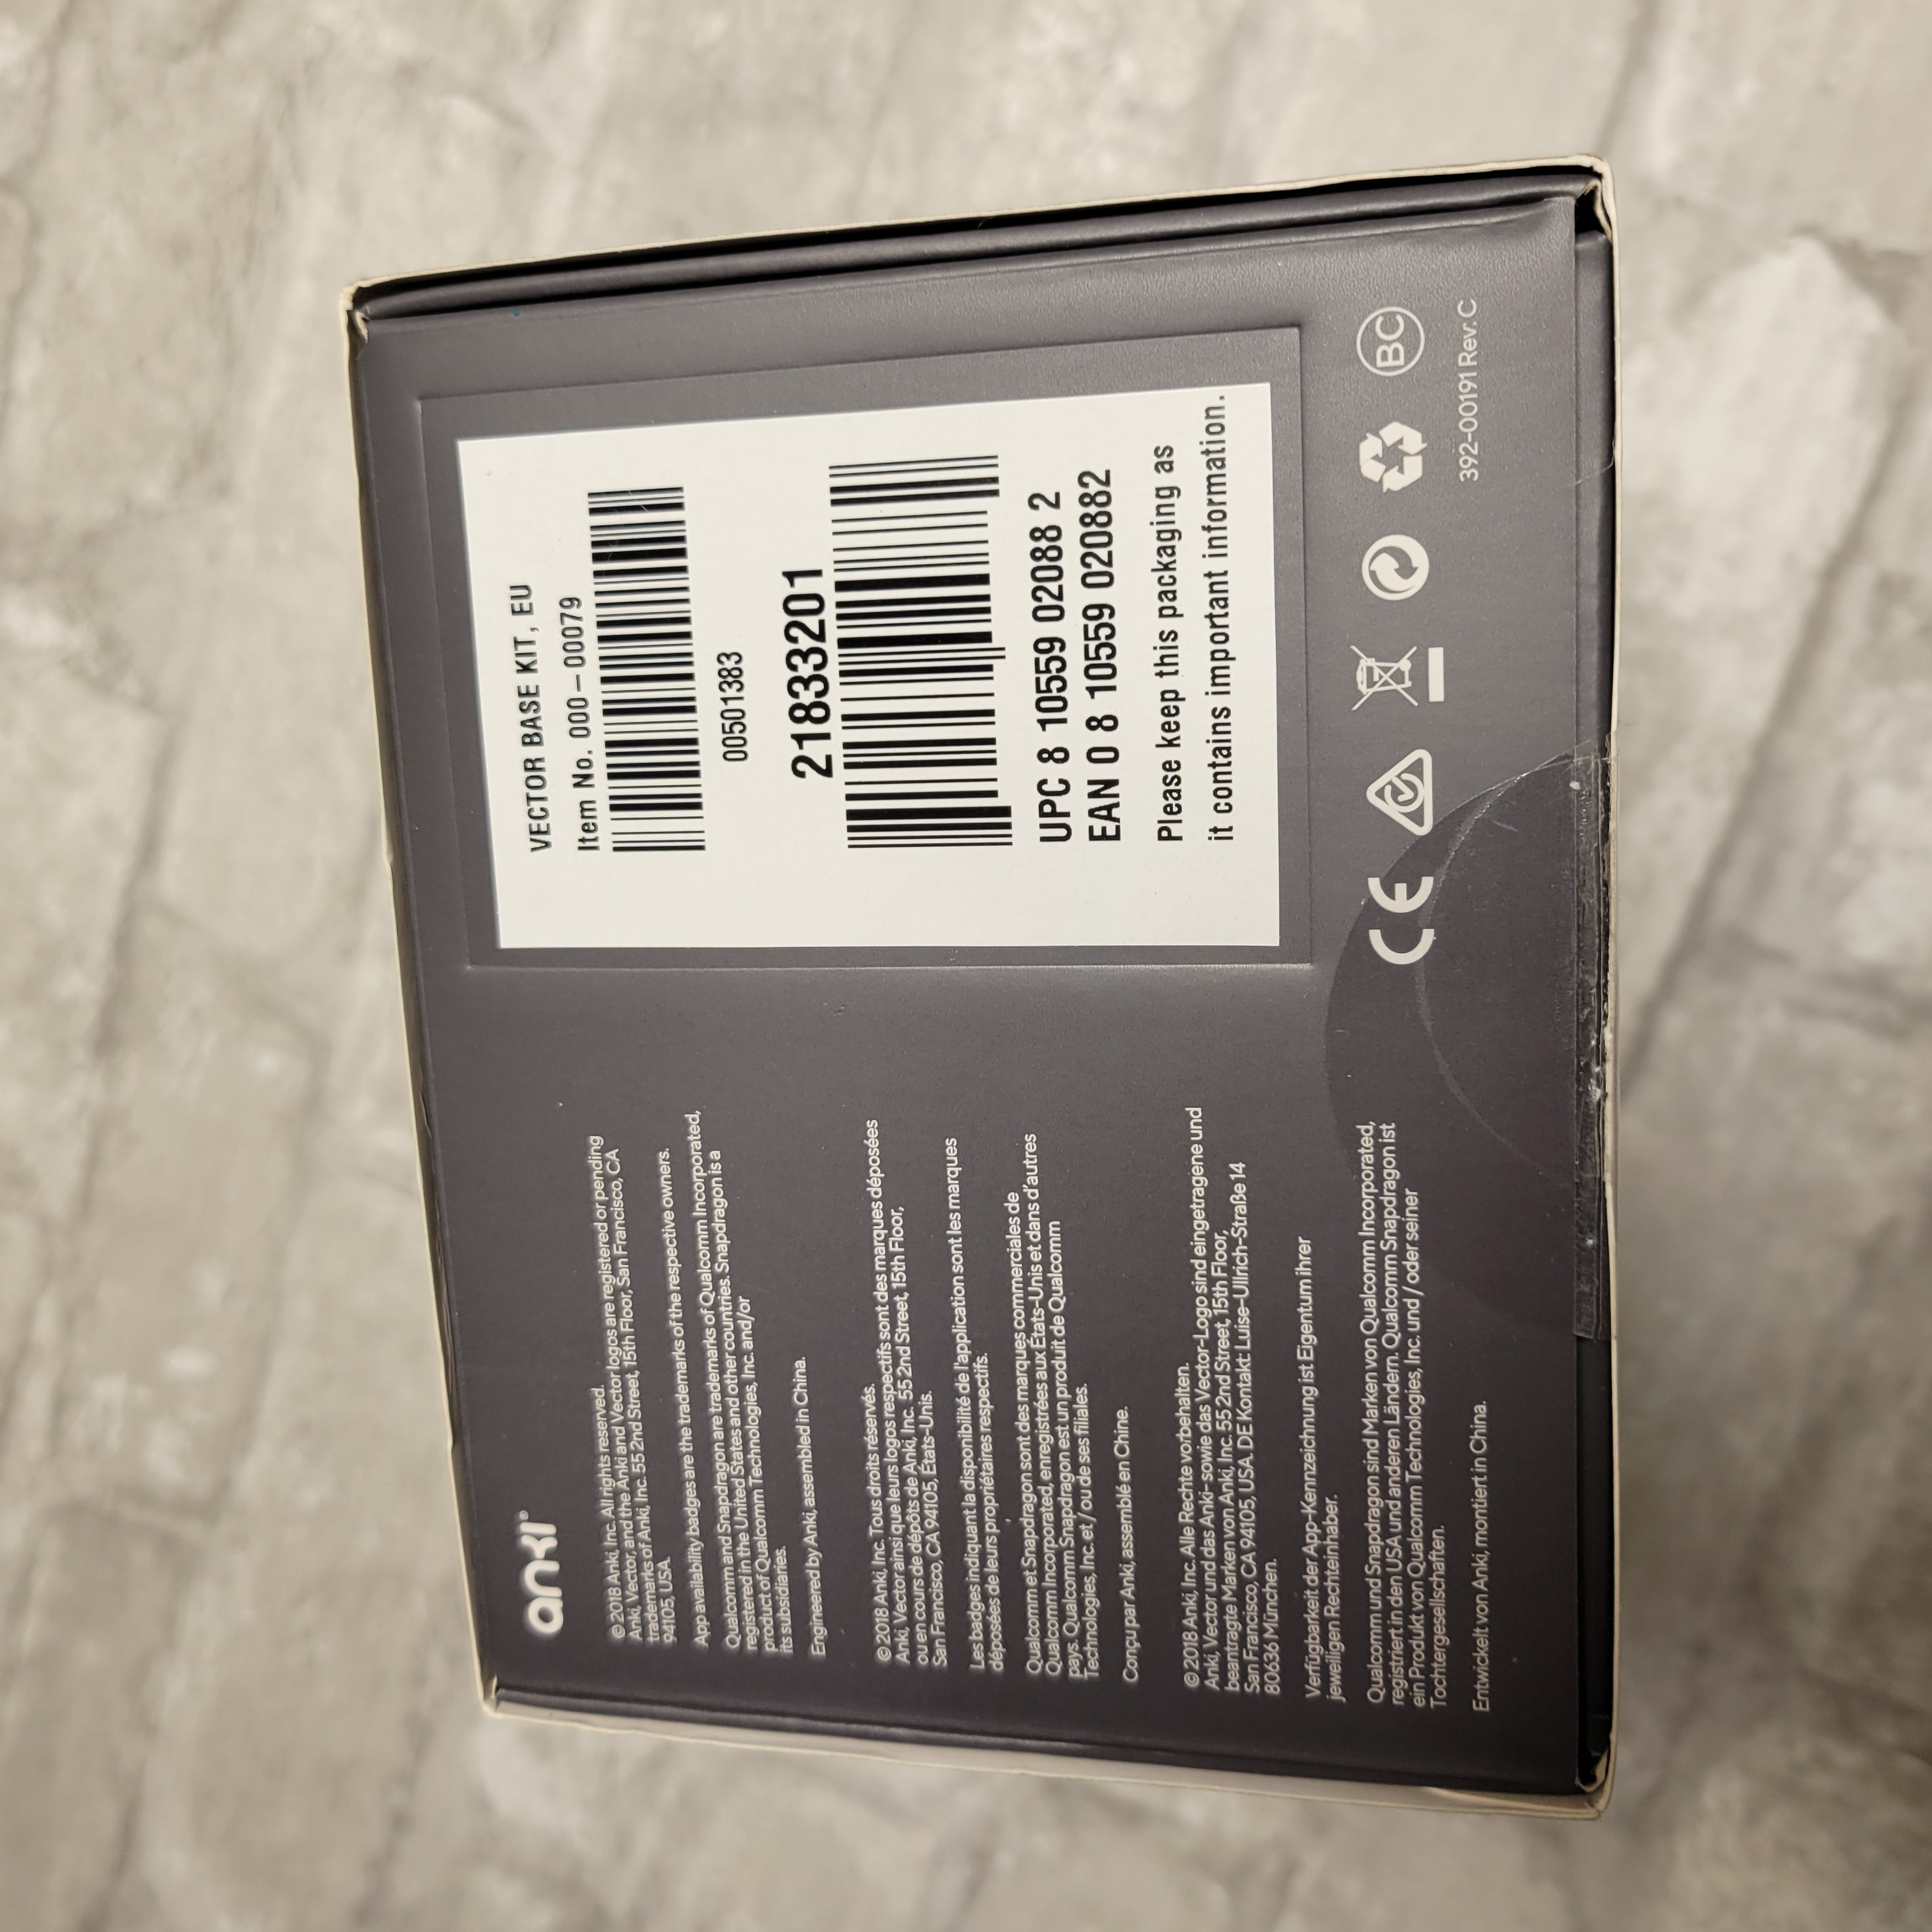 anki®
© 2018 Anki, Inc. All rights reserved.
Anki, Vector, and the Anki and Vector logos are registered or pending
trademarks of Anki, Inc. 55 2nd Street, 15th Floor, San Francisco, CA
94105, USA.
App availability badges are the trademarks of the respective owners.
Qualcomm and Snapdragon are trademarks of Qualcomm Incorporated,
registered in the United States and other countries. Snapdragon is a
product of Qualcomm Technologies, Inc. and/or
its subsidiaries.
Engineered by Anki, assembled in China.
© 2018 Anki, Inc. Tous droits réservés.
Anki, Vector ainsi que leurs logos respectifs sont des marques déposées
ou en cours de dépôts de Anki, Inc. 55 2nd Street, 15th Floor,
San Francisco, CA 94105, États-Unis.
Les badges indiquant la disponibilité de l'application sont les marques
déposées de leurs propriétaires respectifs.
Qualcomm et Snapdragon sont des marques commerciales de
Qualcomm Incorporated, enregistrées aux États-Unis et dans d'autres
pays. Qualcomm Snapdragon est un produit de Qualcomm
Technologies, Inc. et / ou de ses filiales.
Conçu par Anki, assemblé en Chine.
© 2018 Anki, Inc. Alle Rechte vorbehalten.
Anki, Vector und das Anki- sowie das Vector-Logo sind eingetragene und
beantragte Marken von Anki, Inc. 55 2nd Street, 15th Floor,
San Francisco, CA 94105, USA. DE Kontakt: Luise-Ullrich-Straße 14
80636 München.
Verfügbarkeit der App-Kennzeichnung ist Eigentum ihrer
jeweiligen Rechteinhaber.
Qualcomm und Snapdragon sind Marken von Qualcomm Incorporated,
registriert in den USA und anderen Ländern. Qualcomm Snapdragon ist
ein Produkt von Qualcomm Technologies, Inc. und / oder seiner
Tochtergesellschaften.
Entwickelt von Anki, montiert in China.
VECTOR BASE KIT, EU
Item No. 000-00079
00501383
21833201
UPC 8 10559 02088 2
EAN 0 8 10559 020882
Please keep this packaging as
it contains important information.
CE
BC
392-00191 Rev: C